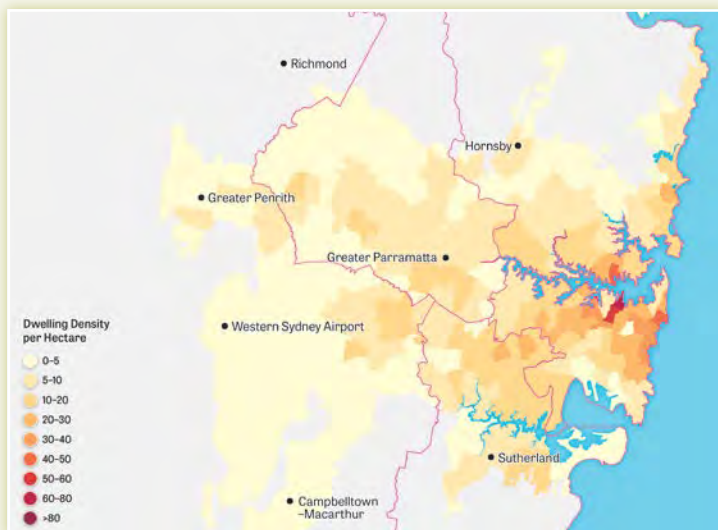 Richmond
Hornsby
Greater Penrith
Greater Parramatta
Dwelling Density
per Hectare
Western Sydney Airport
0–5
5–10
10–20
20–30
30–40
40–50
50–60
60–80
>80
Sutherland
Campbelltown
–Macarthur